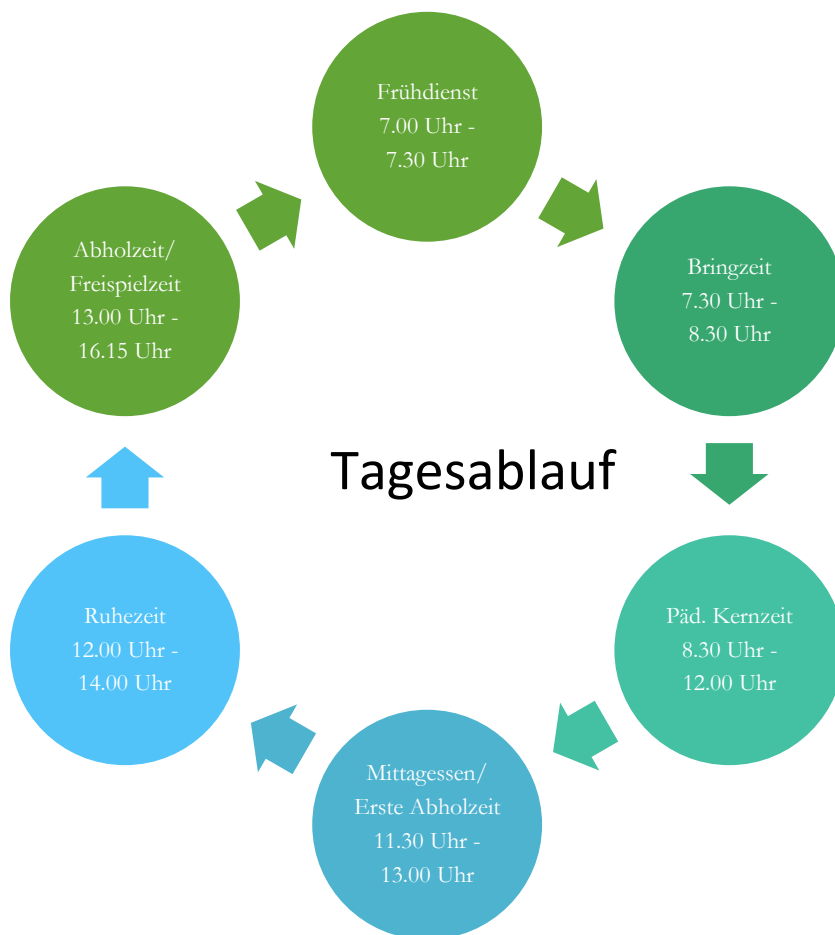 Tagesablauf
Frühdienst
7.00 Uhr -
7.30 Uhr
Bringzeit
7.30 Uhr -
8.30 Uhr
Päd. Kernzeit
8.30 Uhr -
12.00 Uhr
Mittagessen/
Erste Abholzeit
11.30 Uhr -
13.00 Uhr
Ruhezeit
12.00 Uhr -
14.00 Uhr
Abholzeit/
Freispielzeit
13.00 Uhr -
16.15 Uhr